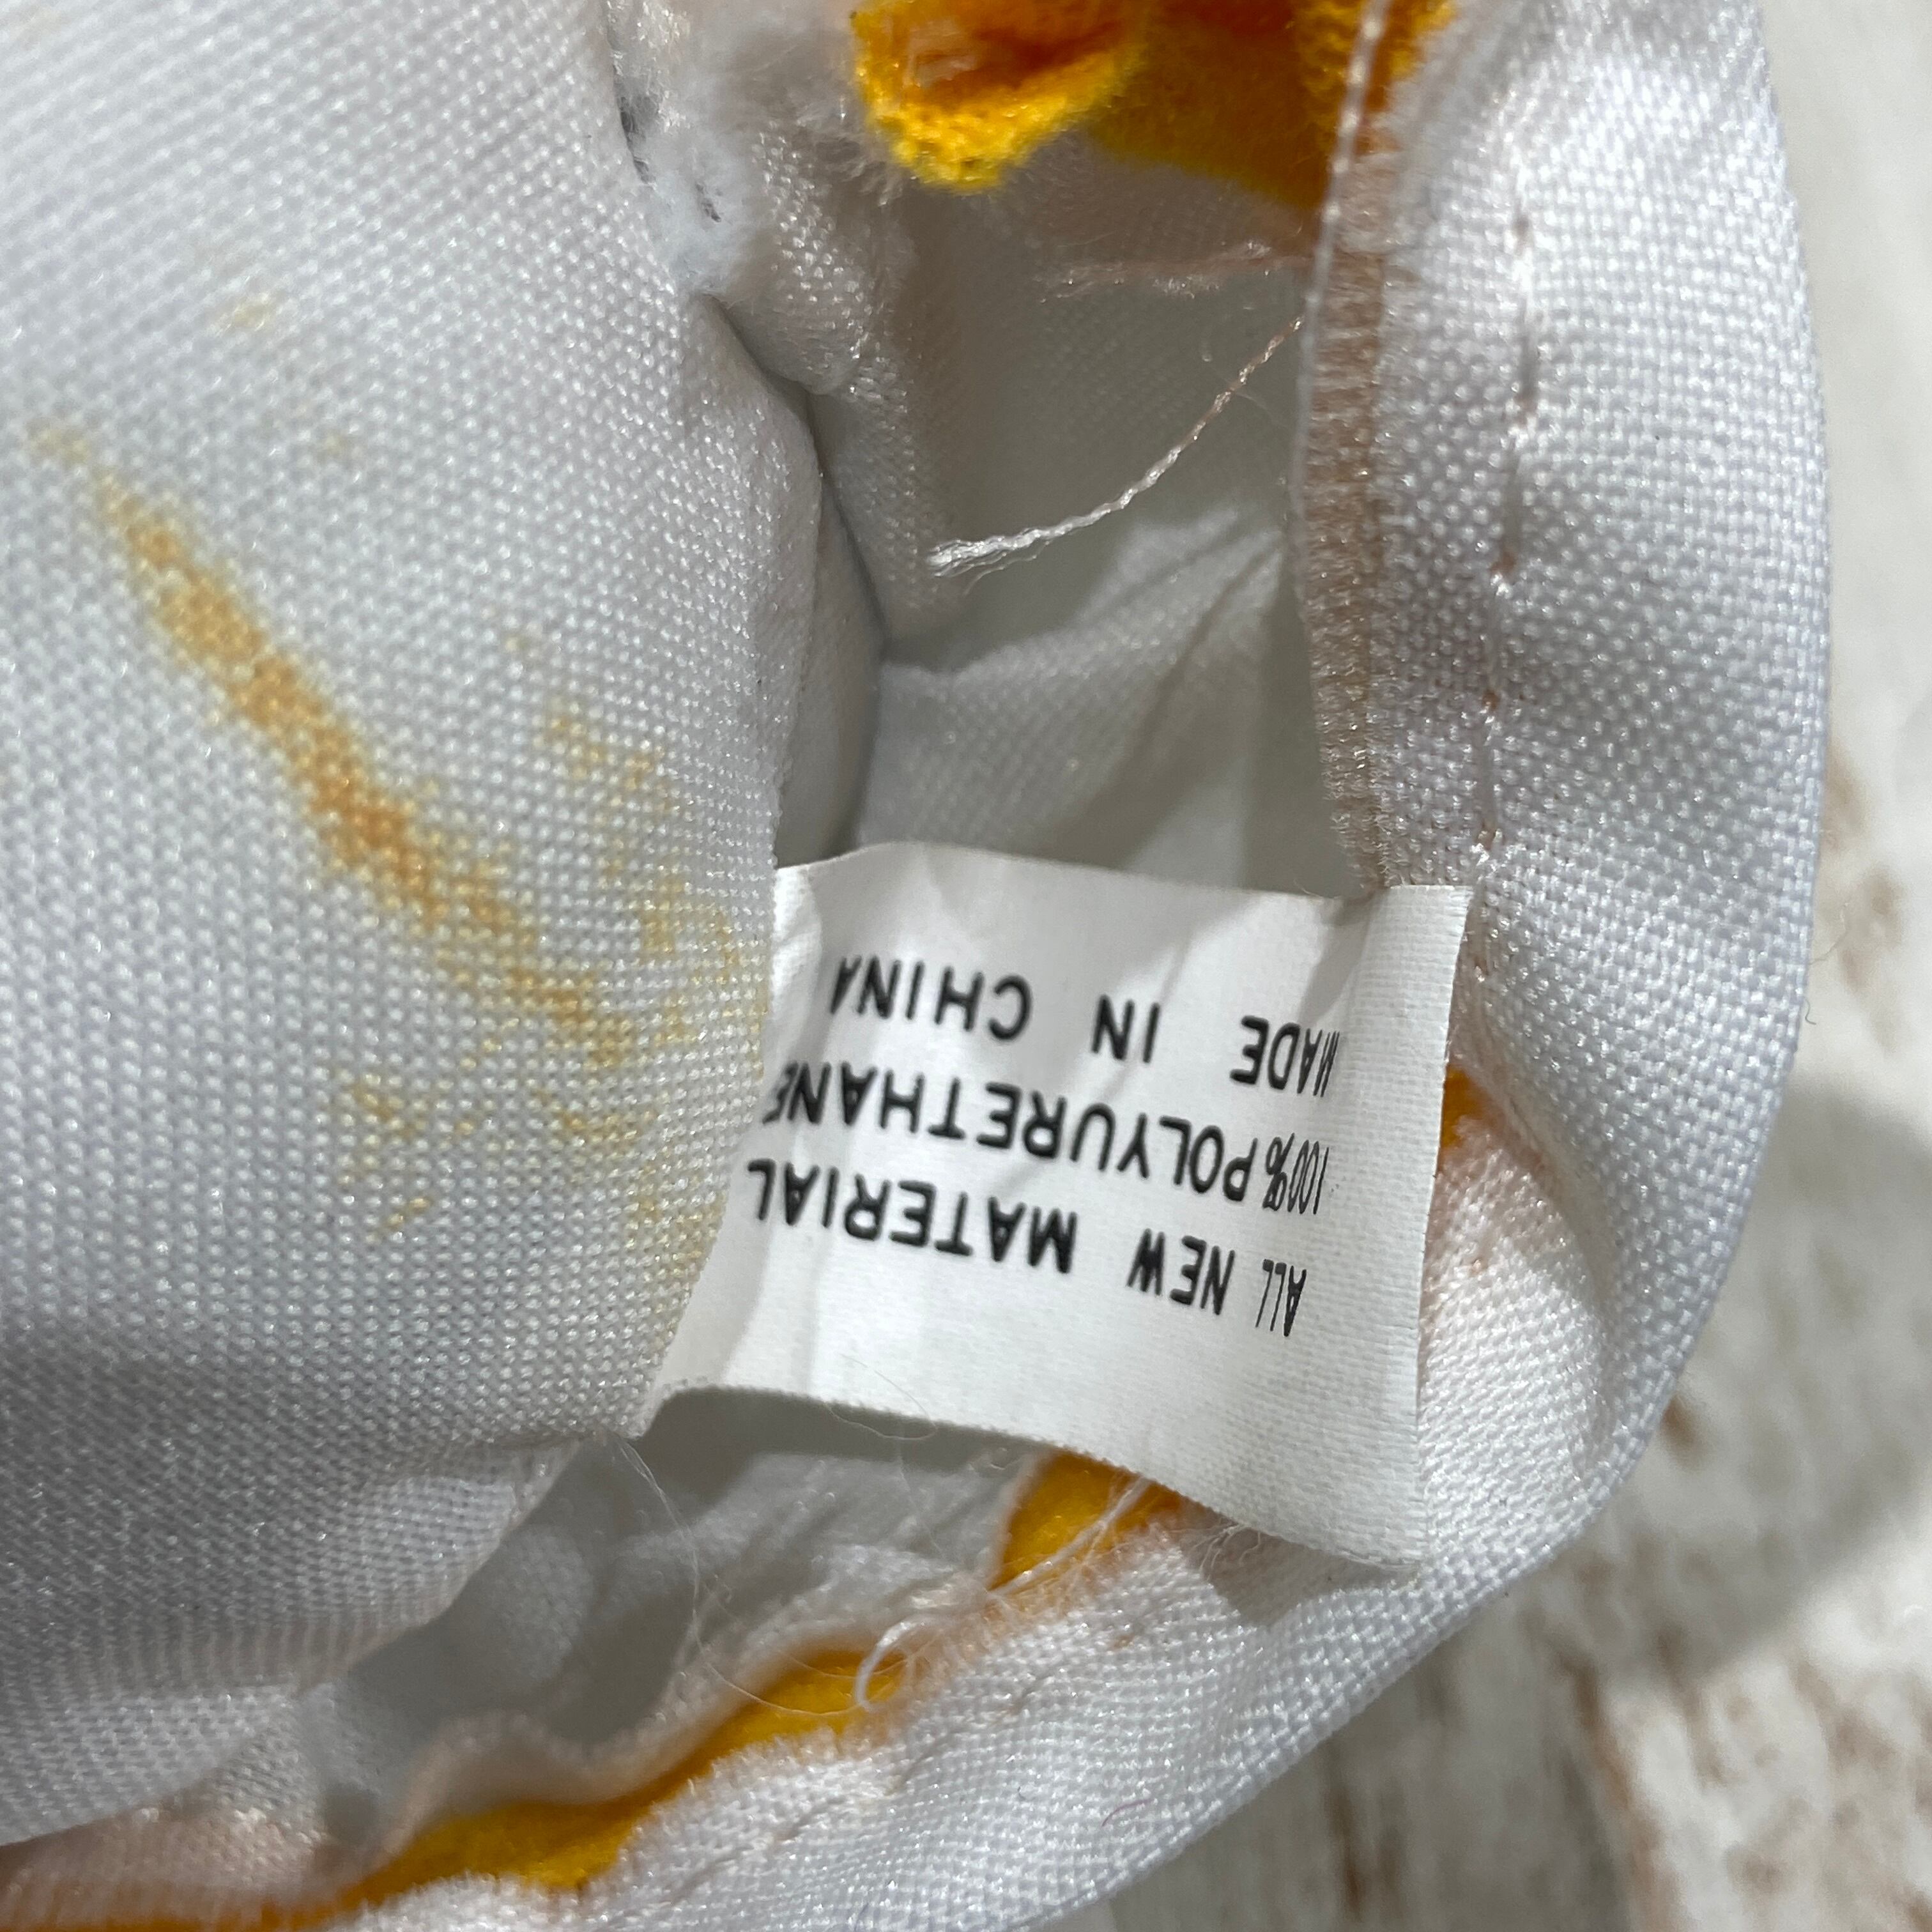 ALL NEW MATERIAL
100% POLYURETHANE
MADE IN CHINA